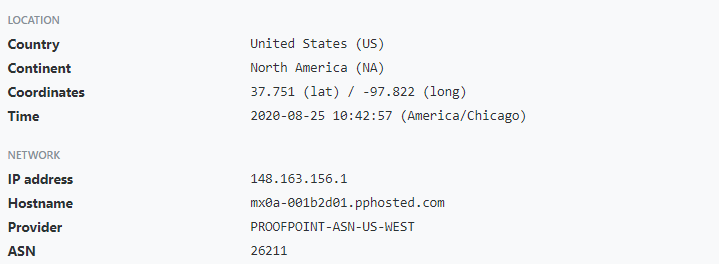 LOCATION
Country United States (US)
Continent North America (NA)
Coordinates 37.751 (lat) / -97.822 (long)
Time 2020-08-25 10:42:57 (America/Chicago)
NETWORK
IP address 148.163.156.1
Hostname mx0a-001b2d01.pphosted.com
Provider PROOFPOINT-ASN-US-WEST
ASN 26211